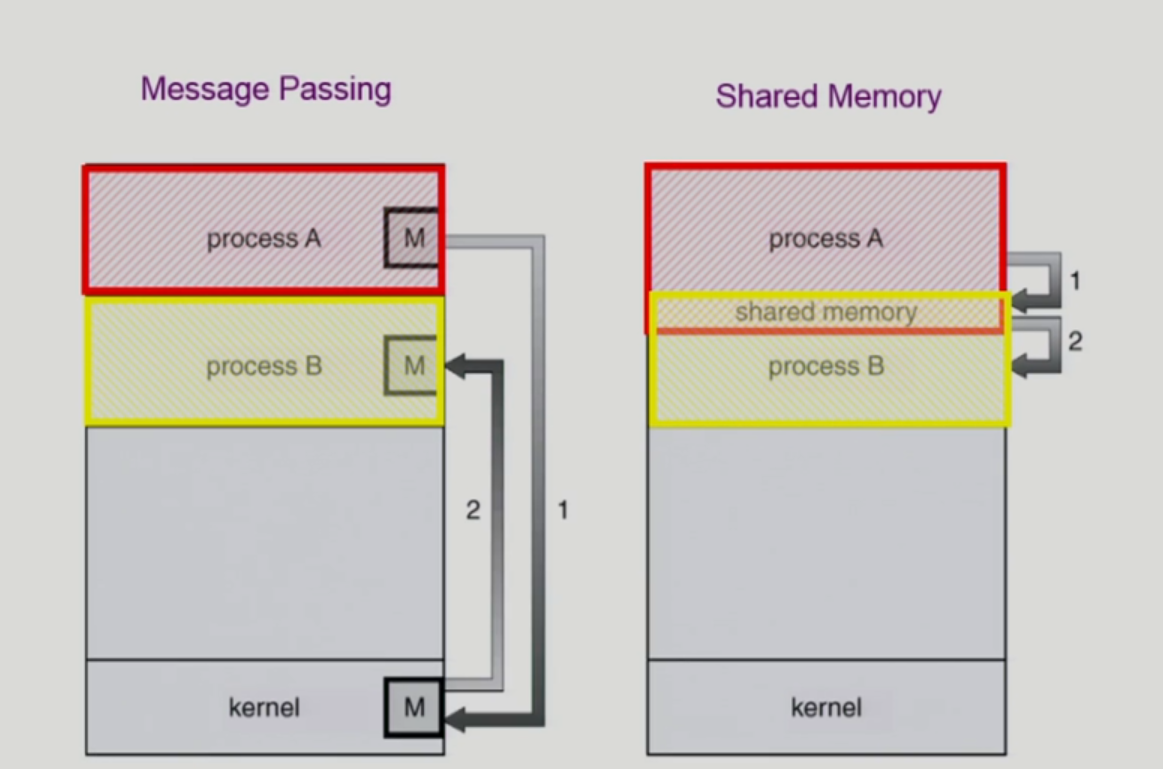 Message Passing
process A
M
process B
M
2
1
kernel
M
Shared Memory
process A
1
shared memory
2
process B
kernel